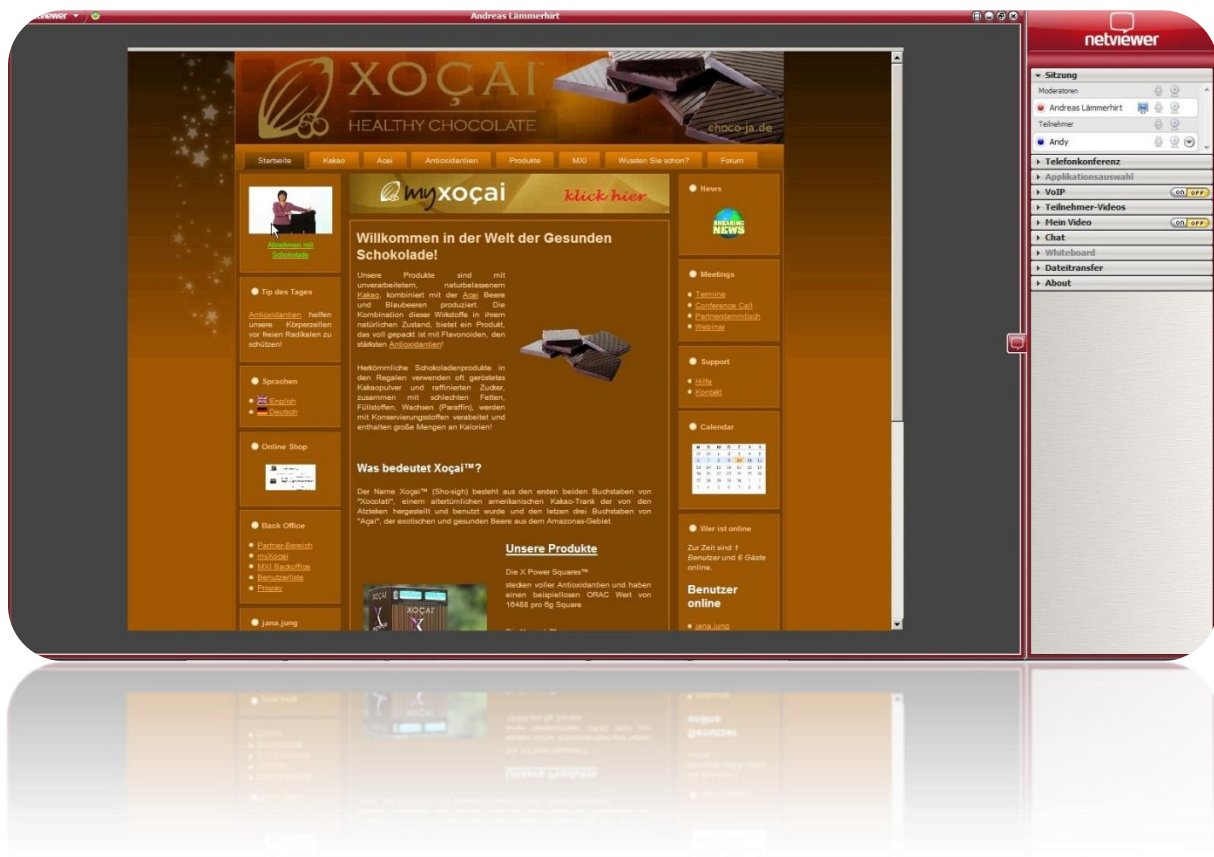 netviewer
Andreas Lämmerhirt
XOÇAI™
HEALTHY CHOCOLATE
choco-ja.de
Startseite Kakao Acai Antioxidantien Produkte MXI Wussten Sie schon? Forum
Abnehmen mit
Schokolade
Tip des Tages
Antioxidantien helfen
unsere Körperzellen
vor freien Radikalen zu
schützen!
Sprachen
English
Deutsch
Online Shop
Back Office
Partner-Bereich
myXocai
MXI Backoffice
Benutzerliste
Propay
jana.jung
myxoçai klick hier
Willkommen in der Welt der Gesunden
Schokolade!
Unsere Produkte sind mit
unverarbeitetem, naturbelassenem
Kakao, kombiniert mit der Acai Beere
und Blaubeeren produziert. Die
Kombination dieser Wirkstoffe in ihrem
natürlichen Zustand, bietet ein Produkt,
das voll gepackt ist mit Flavonoiden, den
stärksten Antioxidantien!
Herkömmliche Schokoladenprodukte in
den Regalen verwenden oft geröstetes
Kakaopulver und raffinierten Zucker,
zusammen mit schlechten Fetten,
Füllstoffen, Wachsen (Paraffin), werden
mit Konservierungsstoffen verabeitet und
enthalten große Mengen an Kalorien!
Was bedeutet Xoçai™?
Der Name Xoçai™ (Sho-sigh) besteht aus den ersten beiden Buchstaben von
"Xocolatl", einem altertümlichen amerikanischen Kakao-Trank der von den
Atzteken hergestellt und benutzt wurde und den letzen drei Buchstaben von
"Açai", der exotischen und gesunden Beere aus dem Amazonas-Gebiet.
XOÇAI
Unsere Produkte
Die X Power Squares™
stecken voller Antioxidantien und haben
einen beispiellosen ORAC Wert von
16488 pro 6g Square
News
BREAKING
NEWS
Meetings
Termine
Conference Call
Partnerstammtisch
Webinar
Support
Hilfe
Kontakt
Calendar
Wer ist online
Zur Zeit sind 1
Benutzer und 6 Gäste
online.
Benutzer
online
jana.jung
netviewer
Sitzung
Moderatoren
Andreas Lämmerhirt
Teilnehmer
Andy
Telefonkonferenz
Applikationsauswahl
VoIP on OFF
Teilnehmer-Videos
Mein Video on OFF
Chat
Whiteboard
Dateitransfer
About